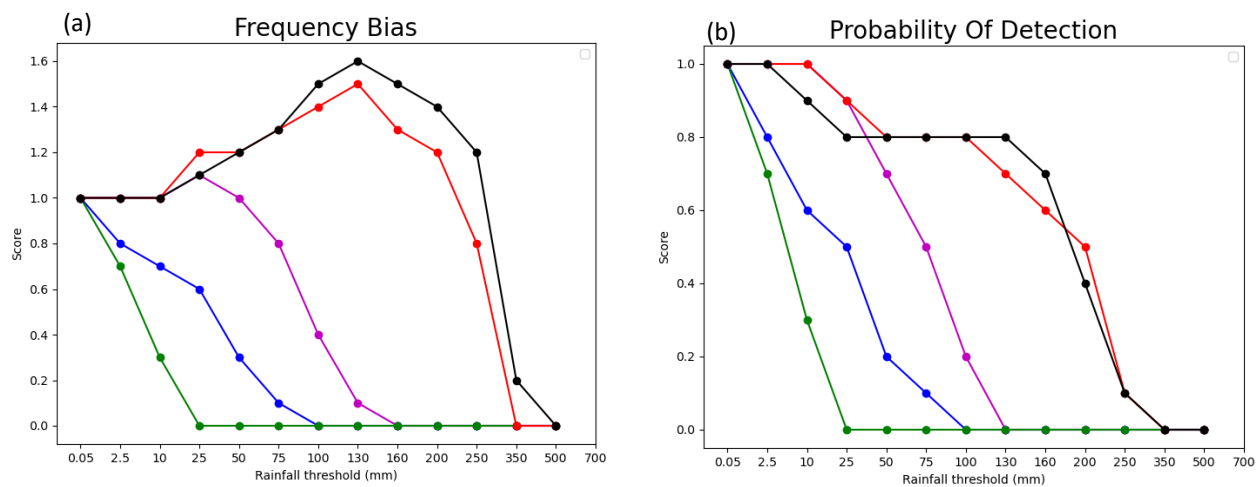 (a)
Frequency Bias
1.6
1.4
1.2
1.0
0.8
0.6
0.4
0.2
0.0
Score
0.05 2.5 10 25 50 75 100 130 160 200 250 350 500 700
Rainfall threshold (mm)
(b)
Probability Of Detection
1.0
0.8
0.6
0.4
0.2
0.0
Score
0.05 2.5 10 25 50 75 100 130 160 200 250 350 500 700
Rainfall threshold (mm)